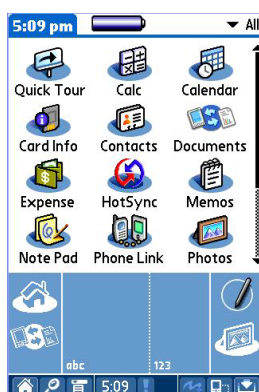 5:09 pm All
Quick Tour Calc Calendar
Card Info Contacts Documents
Expense HotSync Memos
Note Pad Phone Link Photos
abc 123
5:09